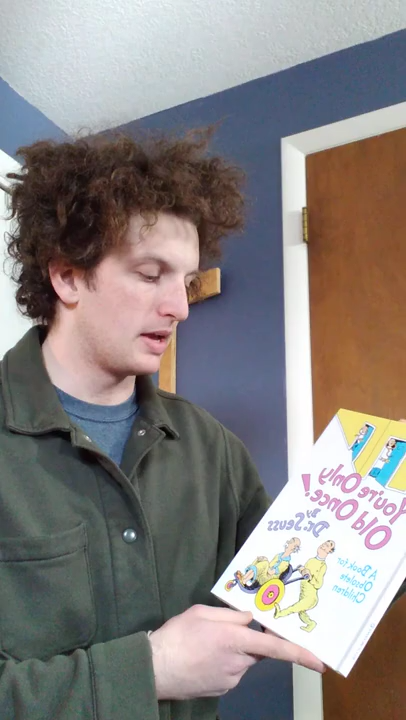 You're Only
Old Once!
By
Dr. Seuss
A Book for
Obsolete
Children